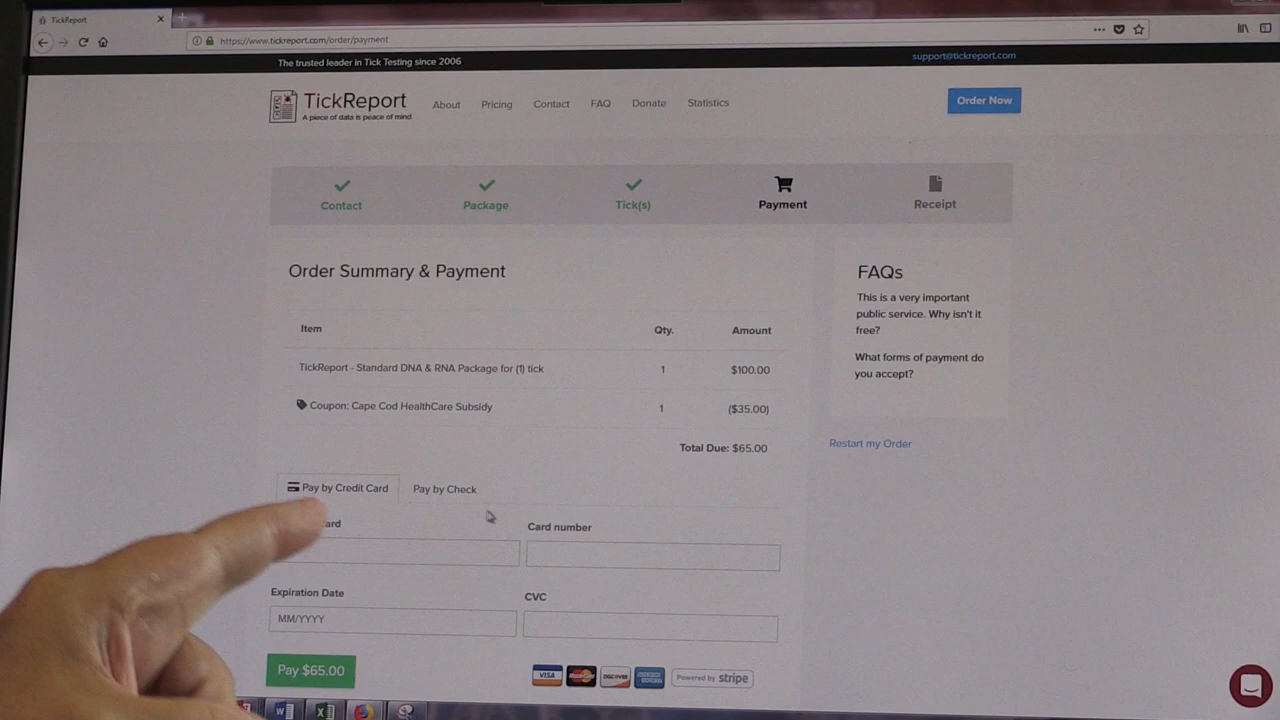 TickReport
https://www.tickreport.com/order/payment
The trusted leader in Tick Testing since 2006
support@tickreport.com
TickReport
A piece of data is peace of mind
About Pricing Contact FAQ Donate Statistics
Order Now
Contact Package Tick(s) Payment Receipt
Order Summary & Payment
Item Qty. Amount
TickReport - Standard DNA & RNA Package for (1) tick 1 $100.00
Coupon: Cape Cod HealthCare Subsidy 1 ($35.00)
Total Due: $65.00
FAQs
This is a very important
public service. Why isn't it
free?
What forms of payment do
you accept?
Restart my Order
Pay by Credit Card Pay by Check
Card number
Expiration Date CVC
MM/YYYY
Pay $65.00
VISA MasterCard DISCOVER Powered by stripe